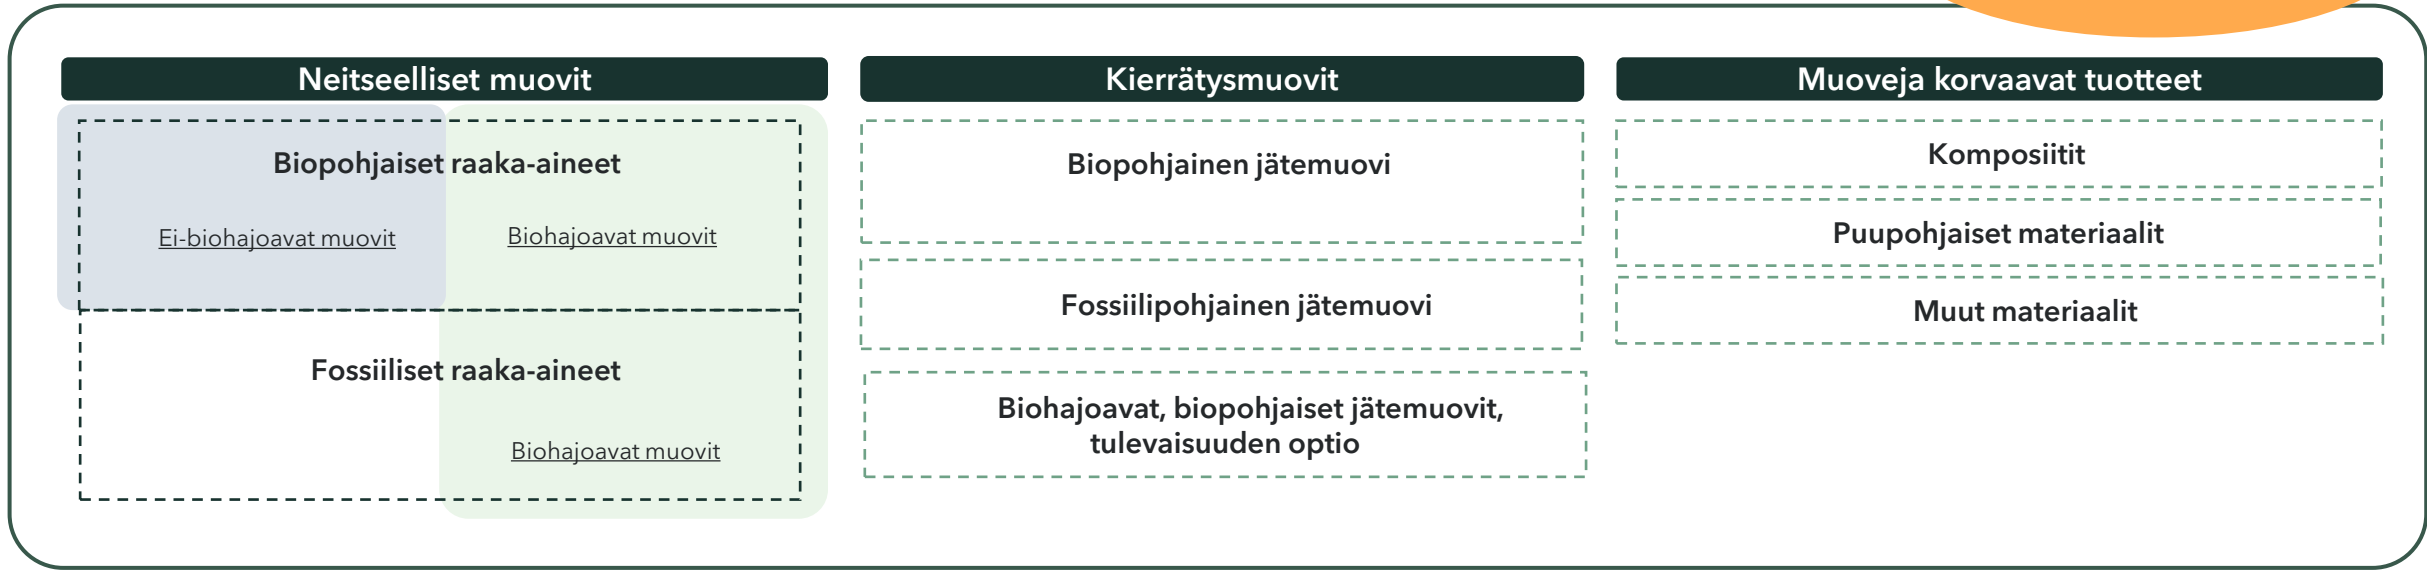 Neitseelliset muovit
Biopohjaiset raaka-aineet
Ei-biohajoavat muovit
Biohajoavat muovit
Fossiiliset raaka-aineet
Biohajoavat muovit
Kierrätysmuovit
Biopohjainen jätemuovi
Fossiilipohjainen jätemuovi
Biohajoavat, biopohjaiset jätemuovit,
tulevaisuuden optio
Muoveja korvaavat tuotteet
Komposiitit
Puupohjaiset materiaalit
Muut materiaalit